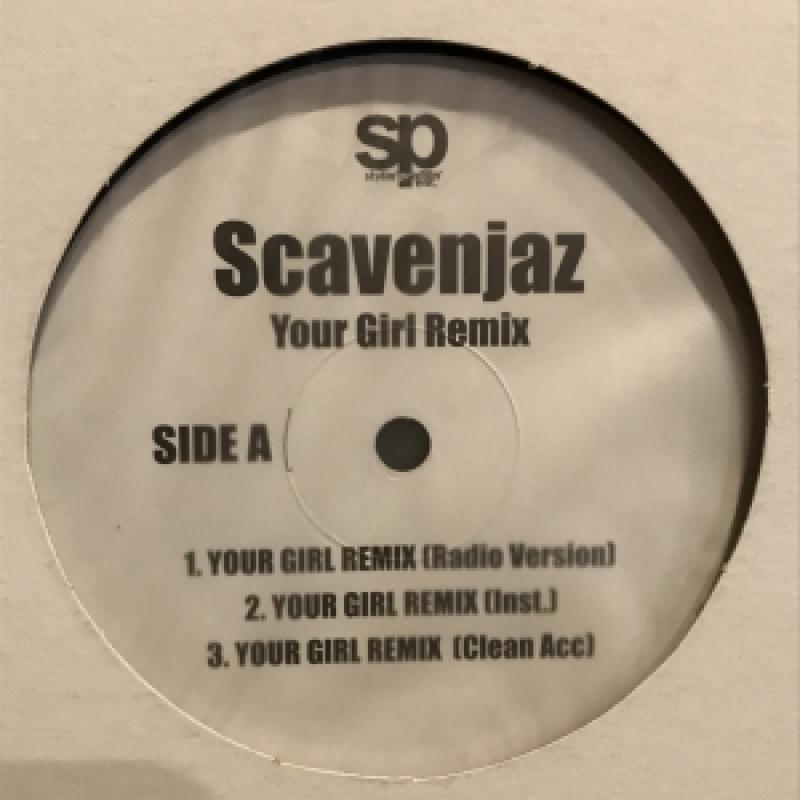 sp
Scavenjaz
Your Girl Remix
SIDE A
1. YOUR GIRL REMIX (Radio Version)
2. YOUR GIRL REMIX (Inst.)
3. YOUR GIRL REMIX (Clean Acc)